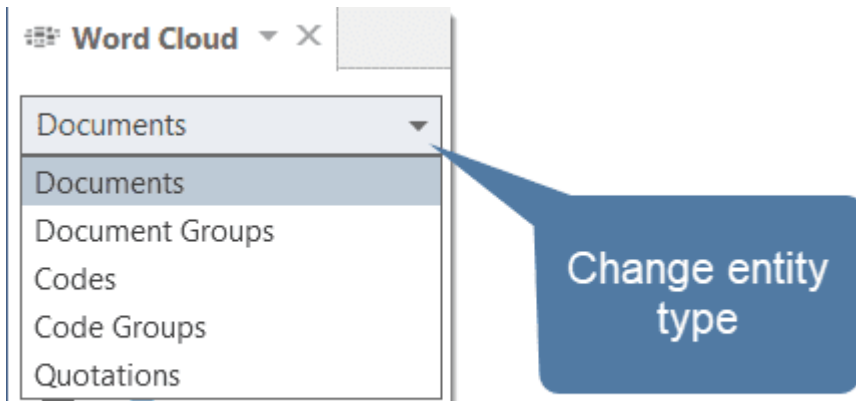 Word Cloud
Documents
Documents
Document Groups
Codes
Code Groups
Quotations
Change entity
type